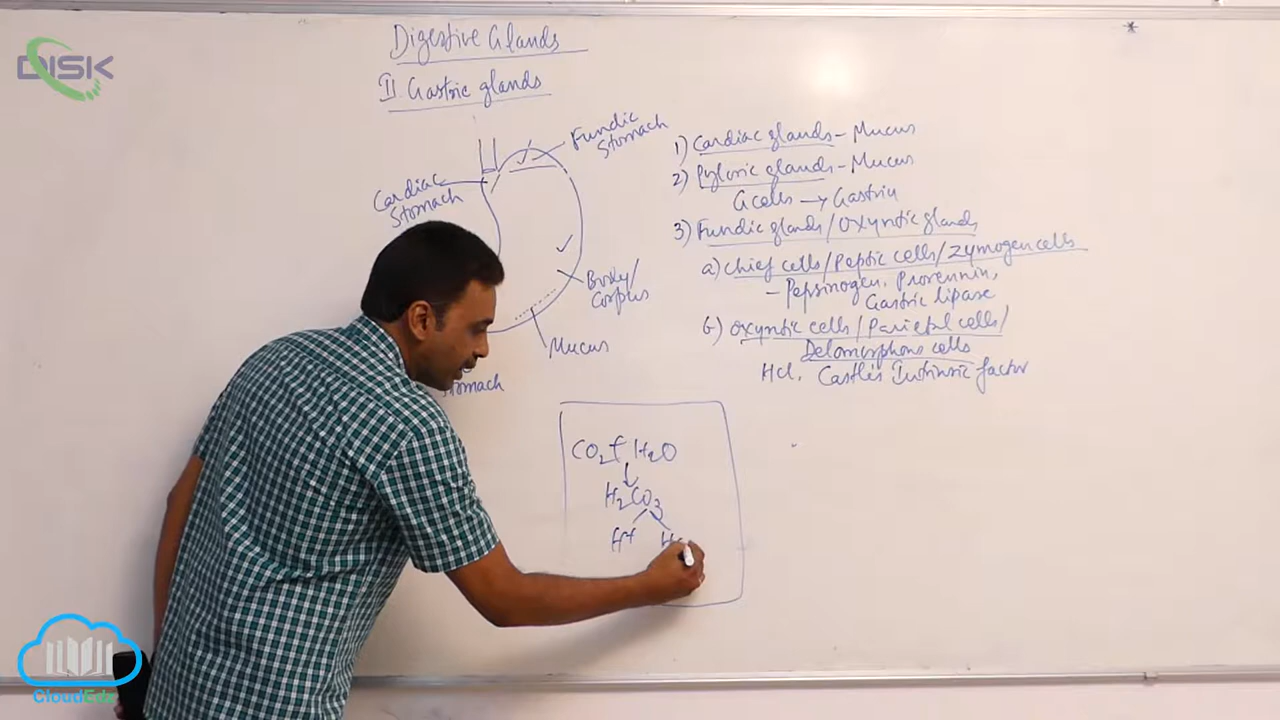 DISK
Digestive Glands
II Gastric glands
Fundic
Stomach
Cardiac
Stomach
Body/
Corpus
Mucus
Stomach
1) Cardiac glands - Mucus
2) Pyloric glands - Mucus
G cells → Gastrin
3) Fundic glands / Oxyntic glands
a) Chief cells / Peptic cells / Zymogen cells
- Pepsinogen, Prorennin,
Gastric lipase
b) Oxyntic cells / Parietal cells /
Delomorphous cells
HCl, Castle's Intrinsic factor
CO2 + H2O
H2CO3
H+
CloudEdz